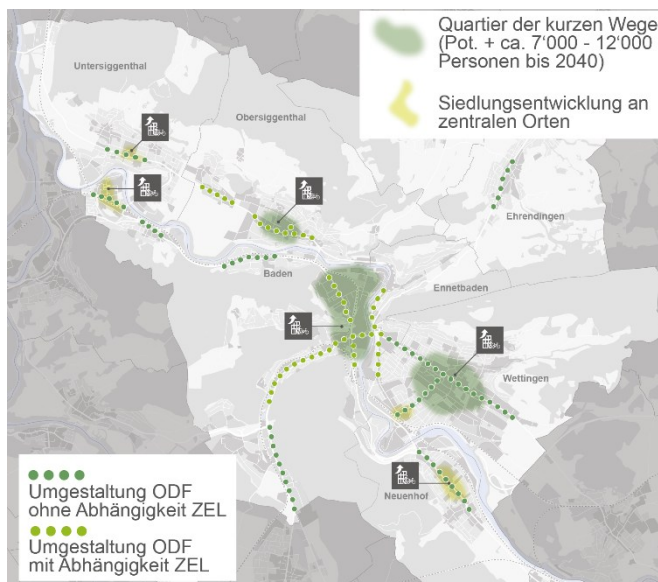 Quartier der kurzen Wege
(Pot. + ca. 7'000 - 12'000
Personen bis 2040)
Siedlungsentwicklung an
zentralen Orten
Untersiggenthal
Obersiggenthal
Ehrendingen
Baden
Ennetbaden
Wettingen
Neuenhof
Umgestaltung ODF
ohne Abhängigkeit ZEL
Umgestaltung ODF
mit Abhängigkeit ZEL